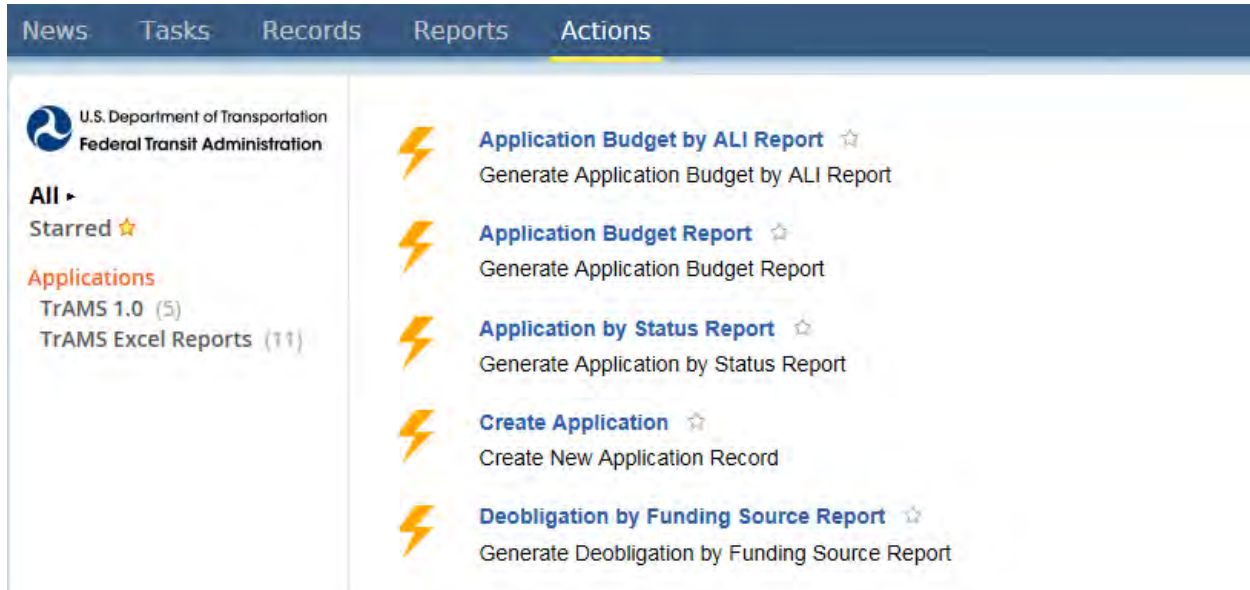 News Tasks Records Reports Actions
U.S. Department of Transportation
Federal Transit Administration
All
Starred
Applications
TrAMS 1.0 (5)
TrAMS Excel Reports (11)
Application Budget by ALI Report
Generate Application Budget by ALI Report
Application Budget Report
Generate Application Budget Report
Application by Status Report
Generate Application by Status Report
Create Application
Create New Application Record
Deobligation by Funding Source Report
Generate Deobligation by Funding Source Report